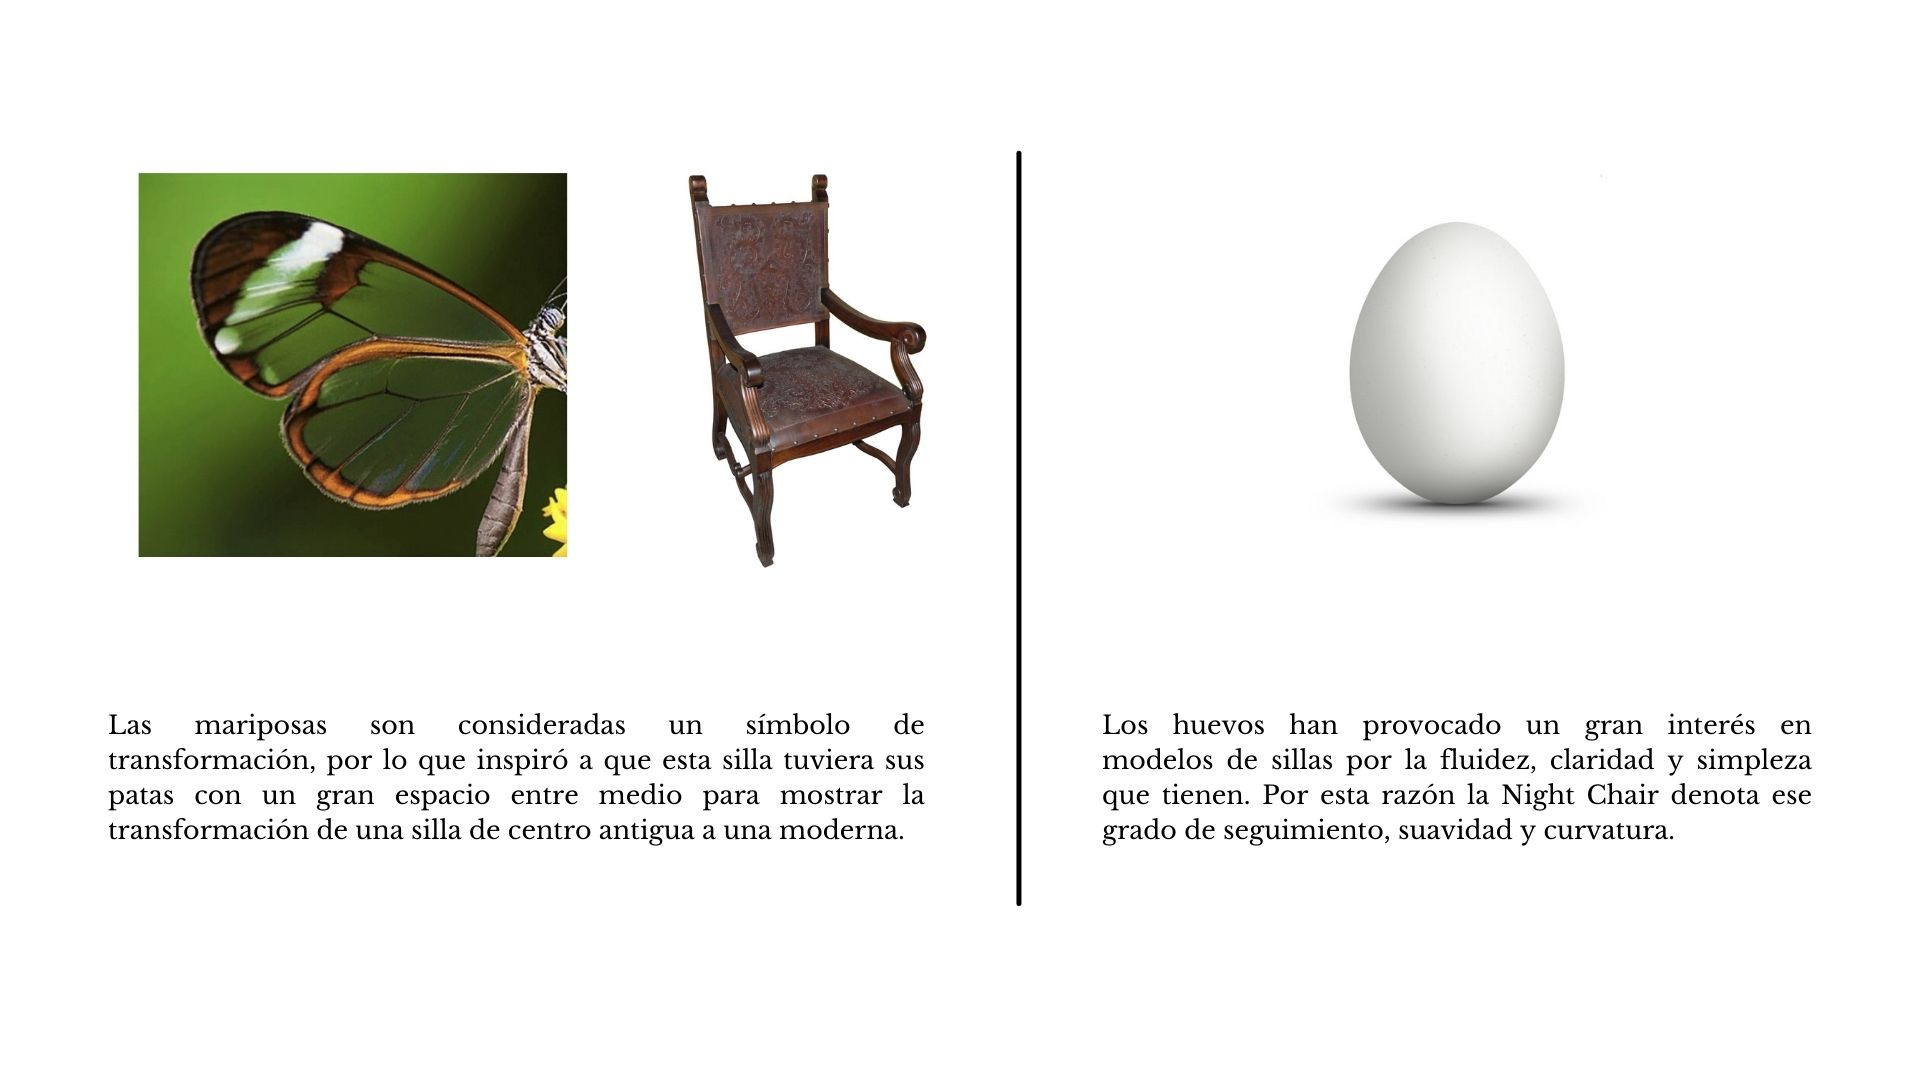 Las mariposas son consideradas un símbolo de
transformación, por lo que inspiró a que esta silla tuviera sus
patas con un gran espacio entre medio para mostrar la
transformación de una silla de centro antigua a una moderna.
Los huevos han provocado un gran interés en
modelos de sillas por la fluidez, claridad y simpleza
que tienen. Por esta razón la Night Chair denota ese
grado de seguimiento, suavidad y curvatura.